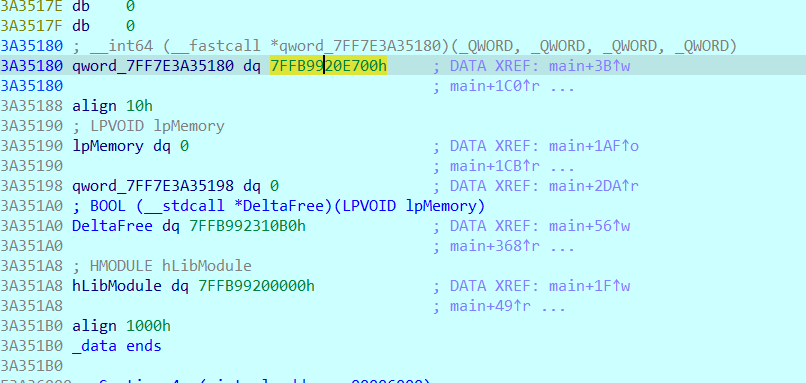 3A3517E db    0
3A3517F db    0
3A35180 ; __int64 (__fastcall *qword_7FF7E3A35180)(_QWORD, _QWORD, _QWORD, _QWORD)
3A35180 qword_7FF7E3A35180 dq 7FFB9920E700h     ; DATA XREF: main+3B↑w
3A35180                                         ; main+1C0↑r ...
3A35188 align 10h
3A35190 ; LPVOID lpMemory
3A35190 lpMemory dq 0                           ; DATA XREF: main+1AF↑o
3A35190                                         ; main+1CB↑r ...
3A35198 qword_7FF7E3A35198 dq 0                 ; DATA XREF: main+2DA↑r
3A351A0 ; BOOL (__stdcall *DeltaFree)(LPVOID lpMemory)
3A351A0 DeltaFree dq 7FFB992310B0h              ; DATA XREF: main+56↑w
3A351A0                                         ; main+368↑r ...
3A351A8 ; HMODULE hLibModule
3A351A8 hLibModule dq 7FFB99200000h             ; DATA XREF: main+1F↑w
3A351A8                                         ; main+49↑r ...
3A351B0 align 1000h
3A351B0 _data ends
3A351B0